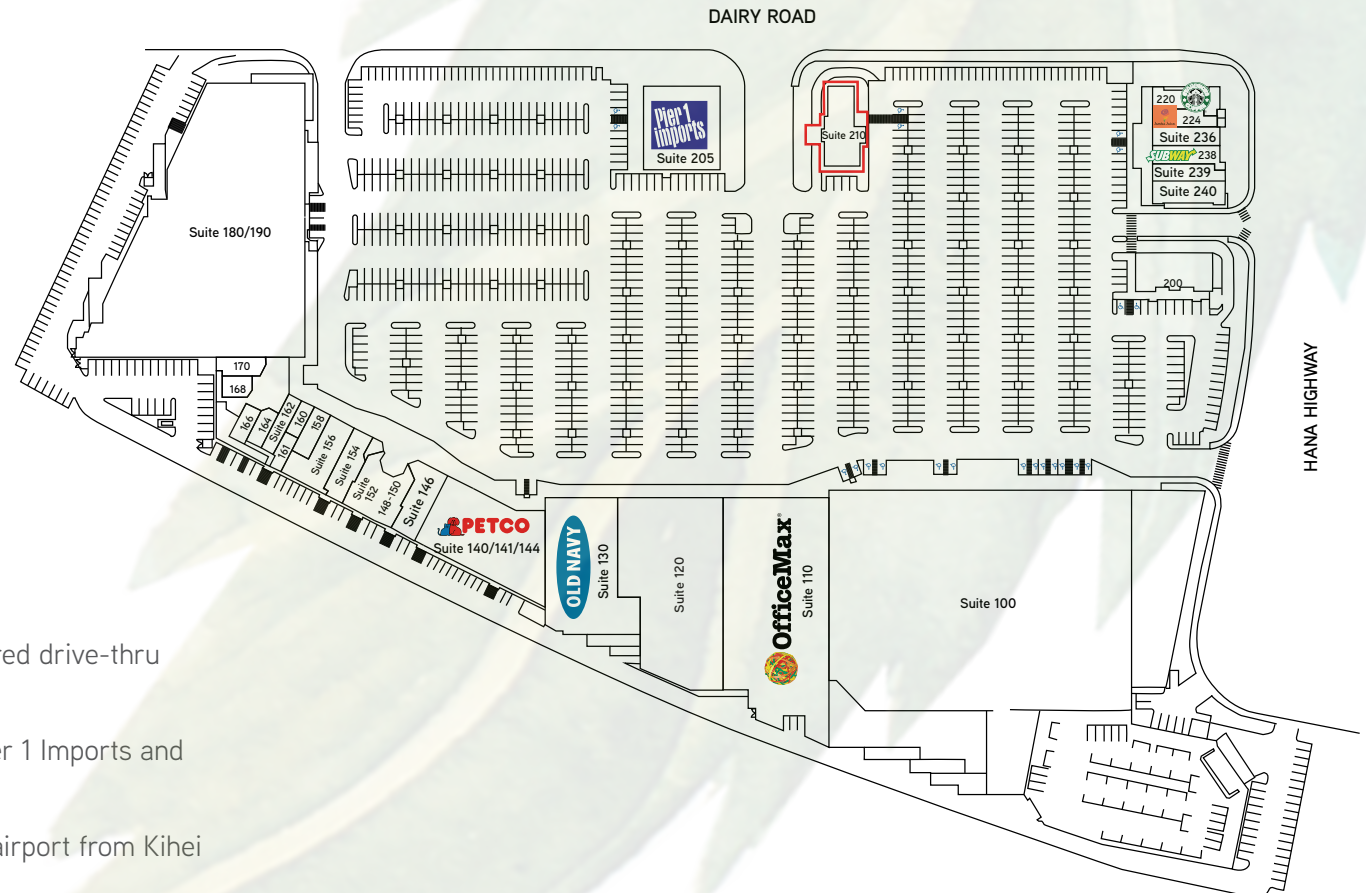 DAIRY ROAD
Pier 1
imports
Suite 205
Suite 210
220
224
Suite 236
SUBWAY 238
Suite 239
Suite 240
Suite 180/190
200
HANA HIGHWAY
170
168
166
164
Suite 162
161
160
158
Suite 156
Suite 154
Suite
152
148-150
Suite 146
PETCO
Suite 140/141/144
OLD NAVY
Suite 130
Suite 120
OfficeMax®
Suite 110
Suite 100
red drive-thru
er 1 Imports and
airport from Kihei